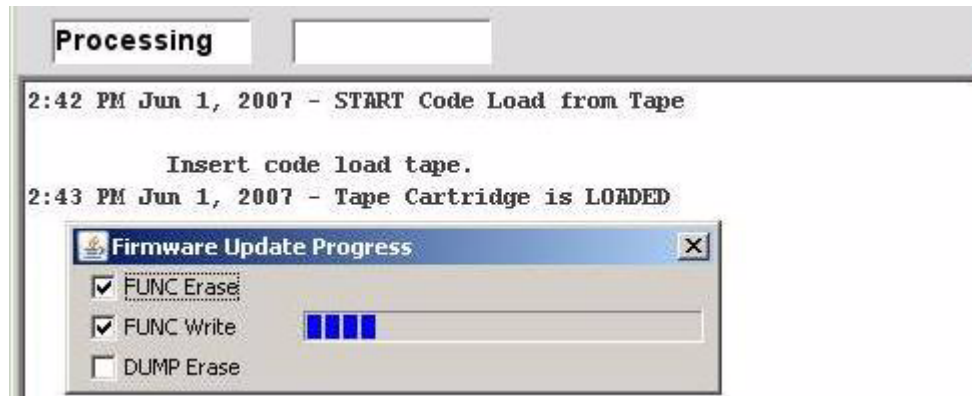 Processing
2:42 PM Jun 1, 2007 - START Code Load from Tape
Insert code load tape.
2:43 PM Jun 1, 2007 - Tape Cartridge is LOADED
Firmware Update Progress
FUNC Erase
FUNC Write
DUMP Erase